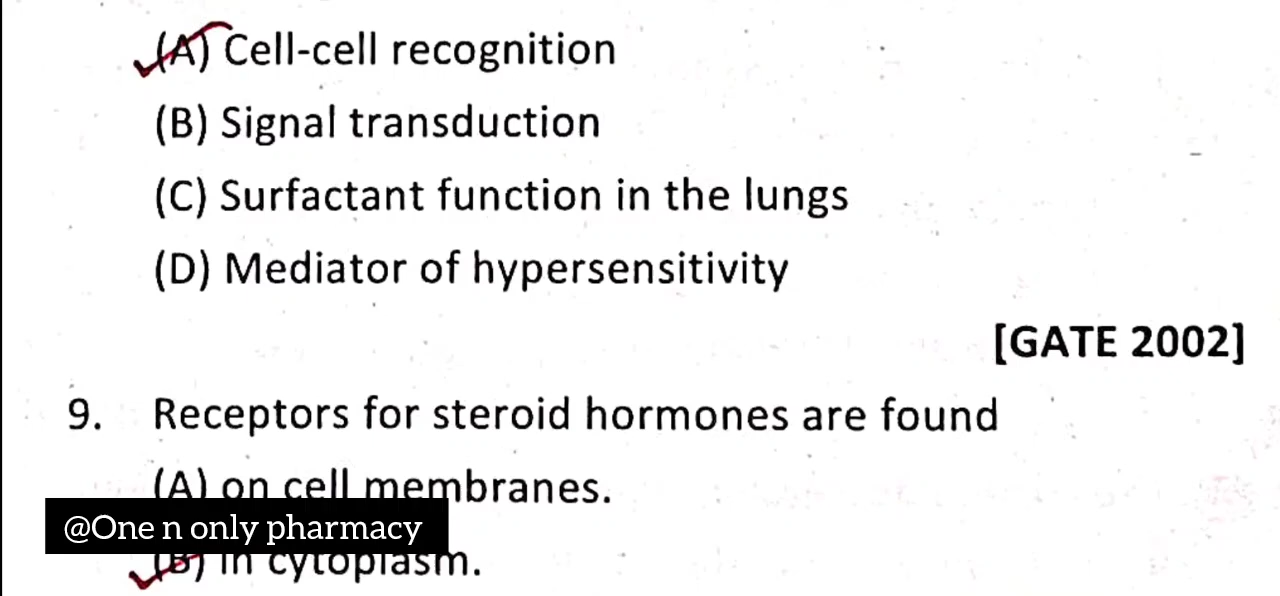 (A) Cell-cell recognition
(B) Signal transduction
(C) Surfactant function in the lungs
(D) Mediator of hypersensitivity
[GATE 2002]
9. Receptors for steroid hormones are found
(A) on cell membranes.
@One n only pharmacy
(B) in cytoplasm.